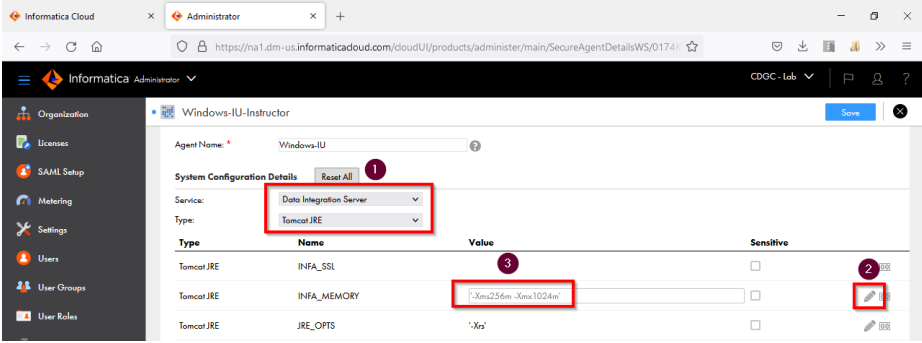 Informatica Cloud
Administrator
https://na1.dm-us.informaticacloud.com/cloudUI/products/administer/main/SecureAgentDetailsWS/0174
Informatica Administrator
CDGC - Lab
?
Organization
Licenses
SAML Setup
Metering
Settings
Users
User Groups
User Roles
Windows-IU-Instructor
Save
Agent Name: *
Windows-IU
?
System Configuration Details
Reset All
1
Service:
Data Integration Server
Type:
Tomcat JRE
Type Name Value Sensitive
Tomcat JRE INFA_SSL
3
2
Tomcat JRE INFA_MEMORY '-Xms256m -Xmx1024m'
Tomcat JRE JRE_OPTS '-Xrs'